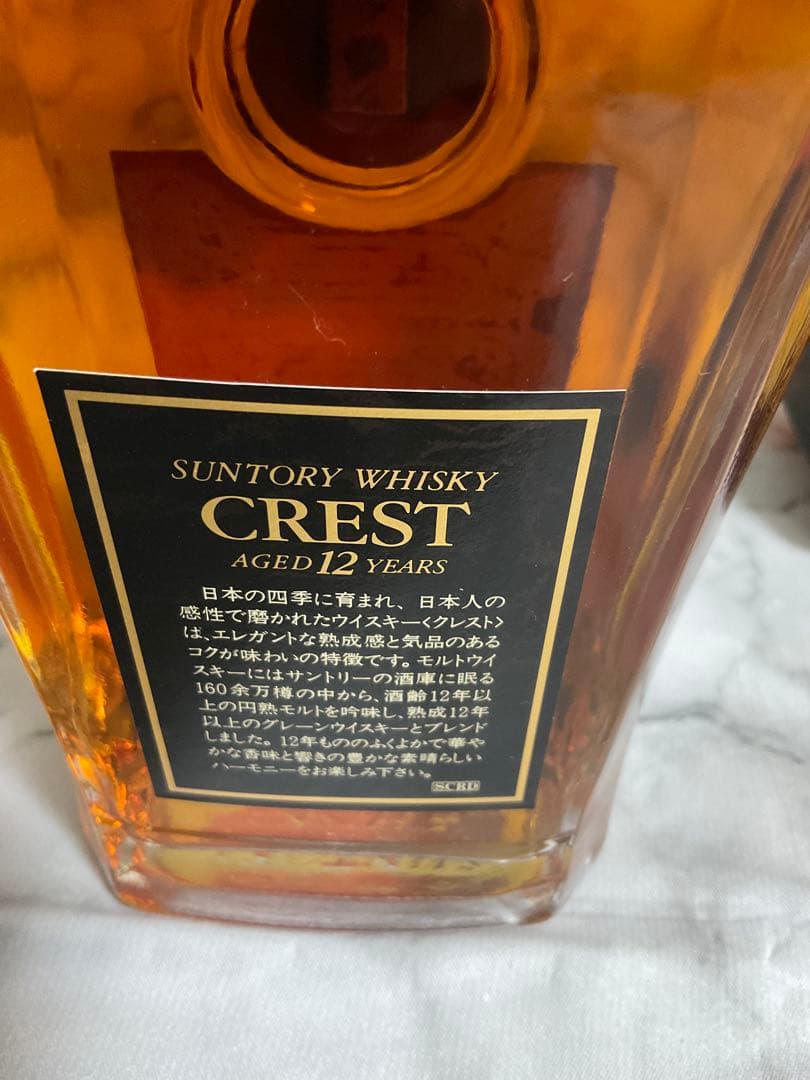 SUNTORY WHISKY
CREST
AGED 12 YEARS
日本の四季に育まれ、日本人の
感性で磨かれたウイスキー〈クレスト〉
は、エレガントな熟成感と気品のある
コクが味わいの特徴です。モルトウイ
スキーにはサントリーの酒庫に眠る
160余万樽の中から、酒齢12年以
上の円熟モルトを吟味し、熟成12年
以上のグレーンウイスキーとブレンド
しました。12年もののふくよかで華や
かな香味と響きの豊かな素晴らしい
ハーモニーをお楽しみ下さい。
SCBD